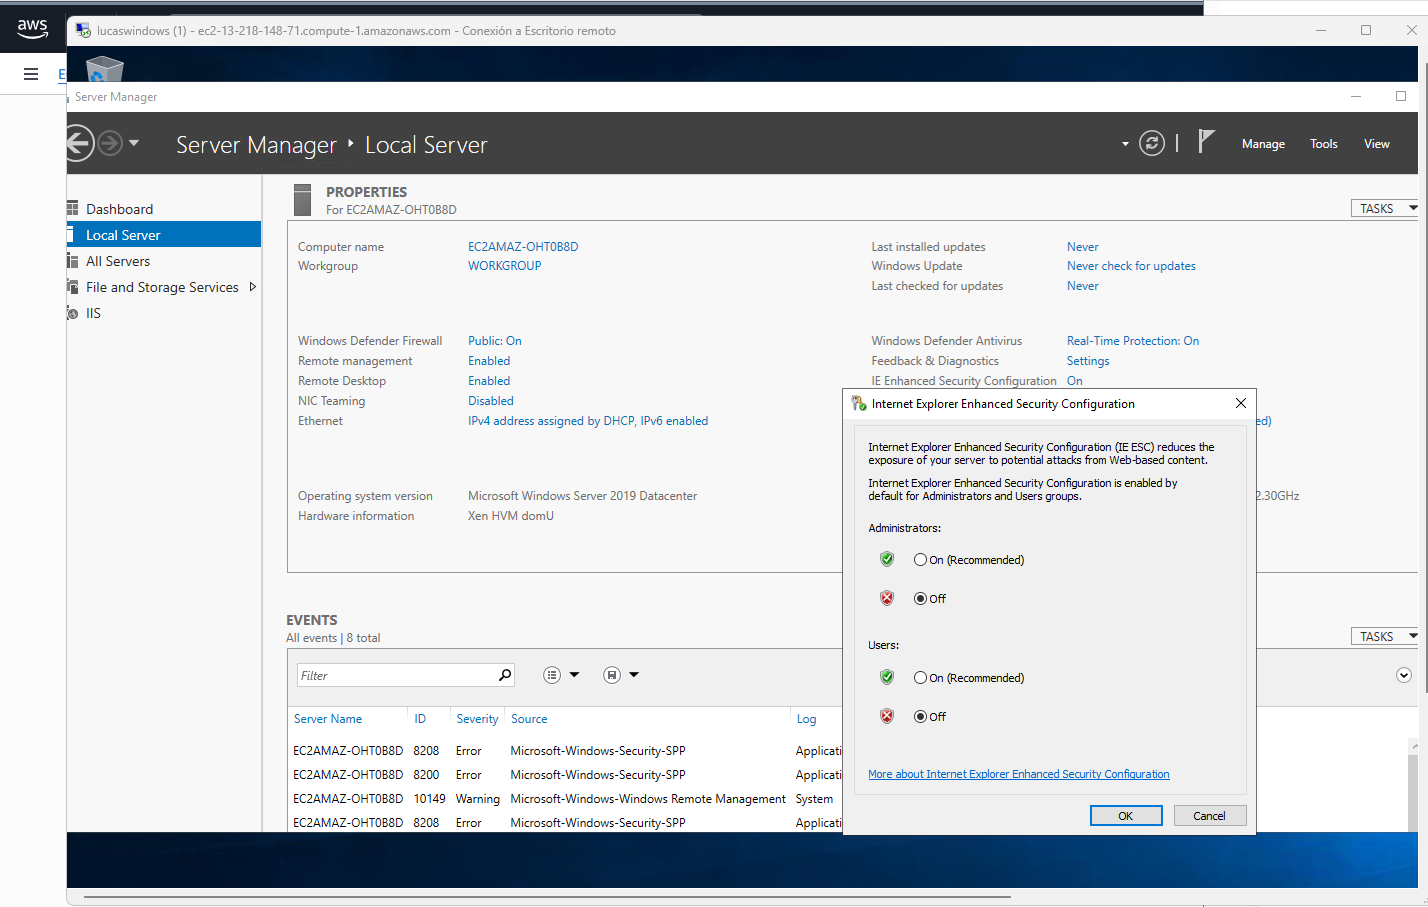 aws
lucaswindows (1) - ec2-13-218-148-71.compute-1.amazonaws.com - Conexión a Escritorio remoto
E
Server Manager
Server Manager Local Server
Manage Tools View
Dashboard
Local Server
All Servers
File and Storage Services
IIS
PROPERTIES
For EC2AMAZ-OHT0B8D
TASKS
Computer name EC2AMAZ-OHT0B8D
Workgroup WORKGROUP
Last installed updates Never
Windows Update Never check for updates
Last checked for updates Never
Windows Defender Firewall Public: On
Remote management Enabled
Remote Desktop Enabled
NIC Teaming Disabled
Ethernet IPv4 address assigned by DHCP, IPv6 enabled
Windows Defender Antivirus Real-Time Protection: On
Feedback & Diagnostics Settings
IE Enhanced Security Configuration On
ed)
Operating system version Microsoft Windows Server 2019 Datacenter
Hardware information Xen HVM domU
2.30GHz
Internet Explorer Enhanced Security Configuration
Internet Explorer Enhanced Security Configuration (IE ESC) reduces the
exposure of your server to potential attacks from Web-based content.
Internet Explorer Enhanced Security Configuration is enabled by
default for Administrators and Users groups.
Administrators:
On (Recommended)
Off
Users:
On (Recommended)
Off
More about Internet Explorer Enhanced Security Configuration
OK Cancel
EVENTS
All events | 8 total
TASKS
Filter
Server Name ID Severity Source Log
EC2AMAZ-OHT0B8D 8208 Error Microsoft-Windows-Security-SPP Applicati
EC2AMAZ-OHT0B8D 8200 Error Microsoft-Windows-Security-SPP Applicati
EC2AMAZ-OHT0B8D 10149 Warning Microsoft-Windows-Windows Remote Management System
EC2AMAZ-OHT0B8D 8208 Error Microsoft-Windows-Security-SPP Applicati